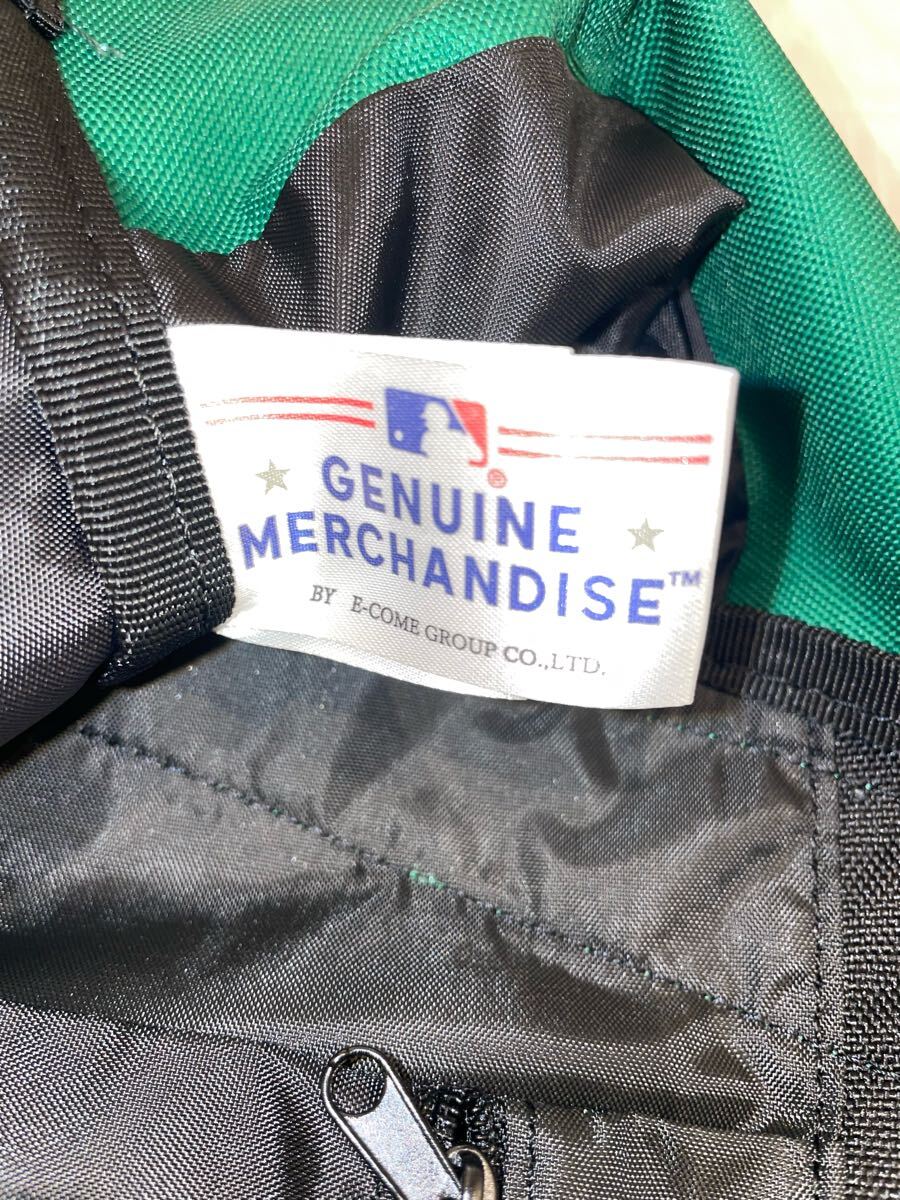 ®
GENUINE
MERCHANDISE™
BY E-COME GROUP CO.,LTD.